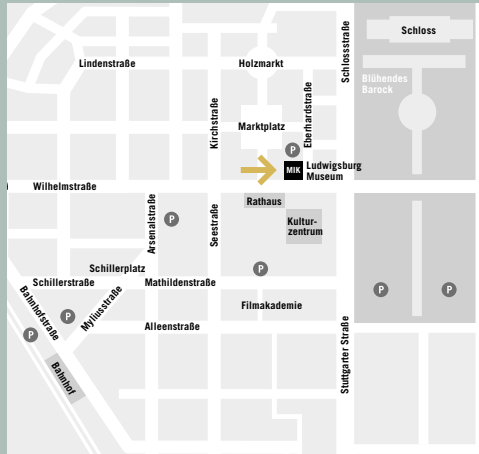 Schloss
Schlossstraße
Lindenstraße
Holzmarkt
Blühendes
Barock
Kirchstraße
Eberhardstraße
Marktplatz
P
MIK
Ludwigsburg
Museum
Wilhelmstraße
Rathaus
Arsenalstraße
P
Seestraße
Kultur-
zentrum
Schillerplatz
P
Schillerstraße
Mathildenstraße
P
P
Bahnhofstraße
P
Myliusstraße
Filmakademie
P
Alleenstraße
Stuttgarter Straße
Bahnhof